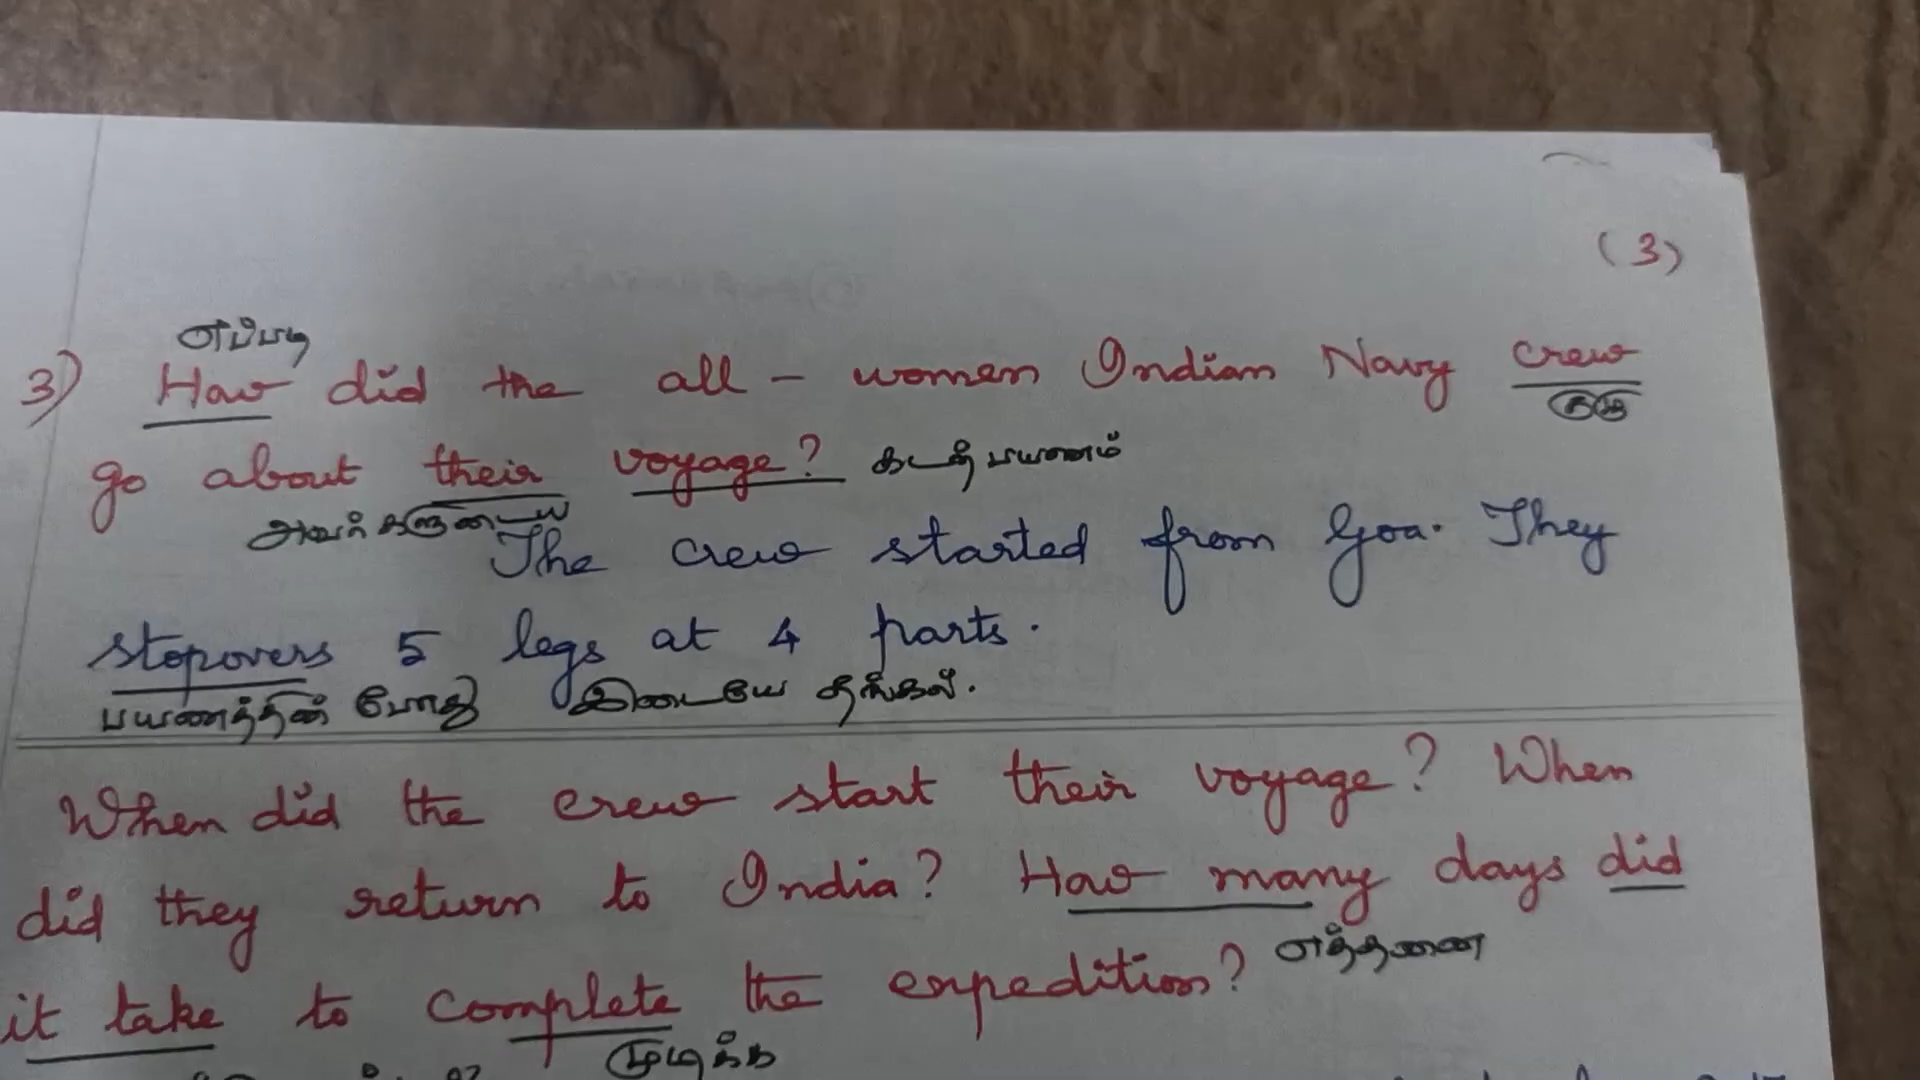 (3)
எப்படி
3) How did the all - women Indian Navy crew
குழு
go about their voyage? கடற்பயணம்
அவர்களுடைய
The crew started from Goa. They
stopovers 5 legs at 4 parts.
பயணத்தின் போது இடையே தங்கல்.
When did the crew start their voyage? When
did they return to India? How many days did
எத்தனை
it take to complete the expedition?
முடிக்க